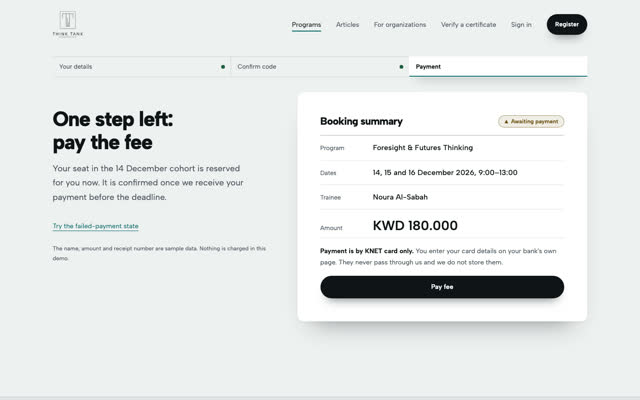 THINK TANK
Programs
Articles
For organizations
Verify a certificate
Sign in
Register
Your details
Confirm code
Payment
One step left:
pay the fee
Your seat in the 14 December cohort is reserved
for you now. It is confirmed once we receive your
payment before the deadline.
Try the failed-payment state
The name, amount and receipt number are sample data. Nothing is charged in this
demo.
Booking summary
▲ Awaiting payment
Program
Foresight & Futures Thinking
Dates
14, 15 and 16 December 2026, 9:00–13:00
Trainee
Noura Al-Sabah
Amount
KWD 180.000
Payment is by KNET card only. You enter your card details on your bank's own
page. They never pass through us and we do not store them.
Pay fee